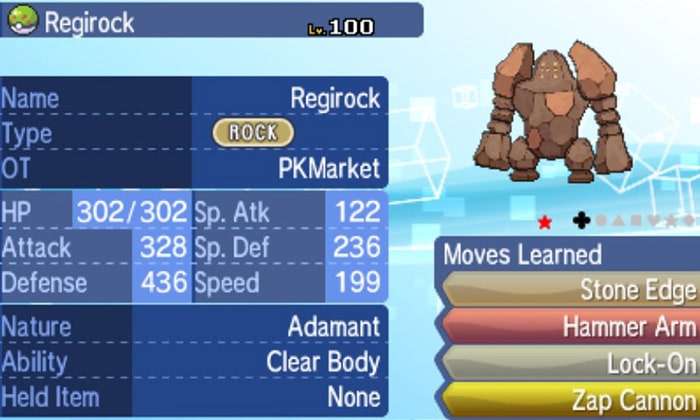 Regirock Lv.100
Name Regirock
Type ROCK
OT PKMarket
HP 302/302 Sp. Atk 122
Attack 328 Sp. Def 236
Defense 436 Speed 199
Nature Adamant
Ability Clear Body
Held Item None
Moves Learned
Stone Edge
Hammer Arm
Lock-On
Zap Cannon